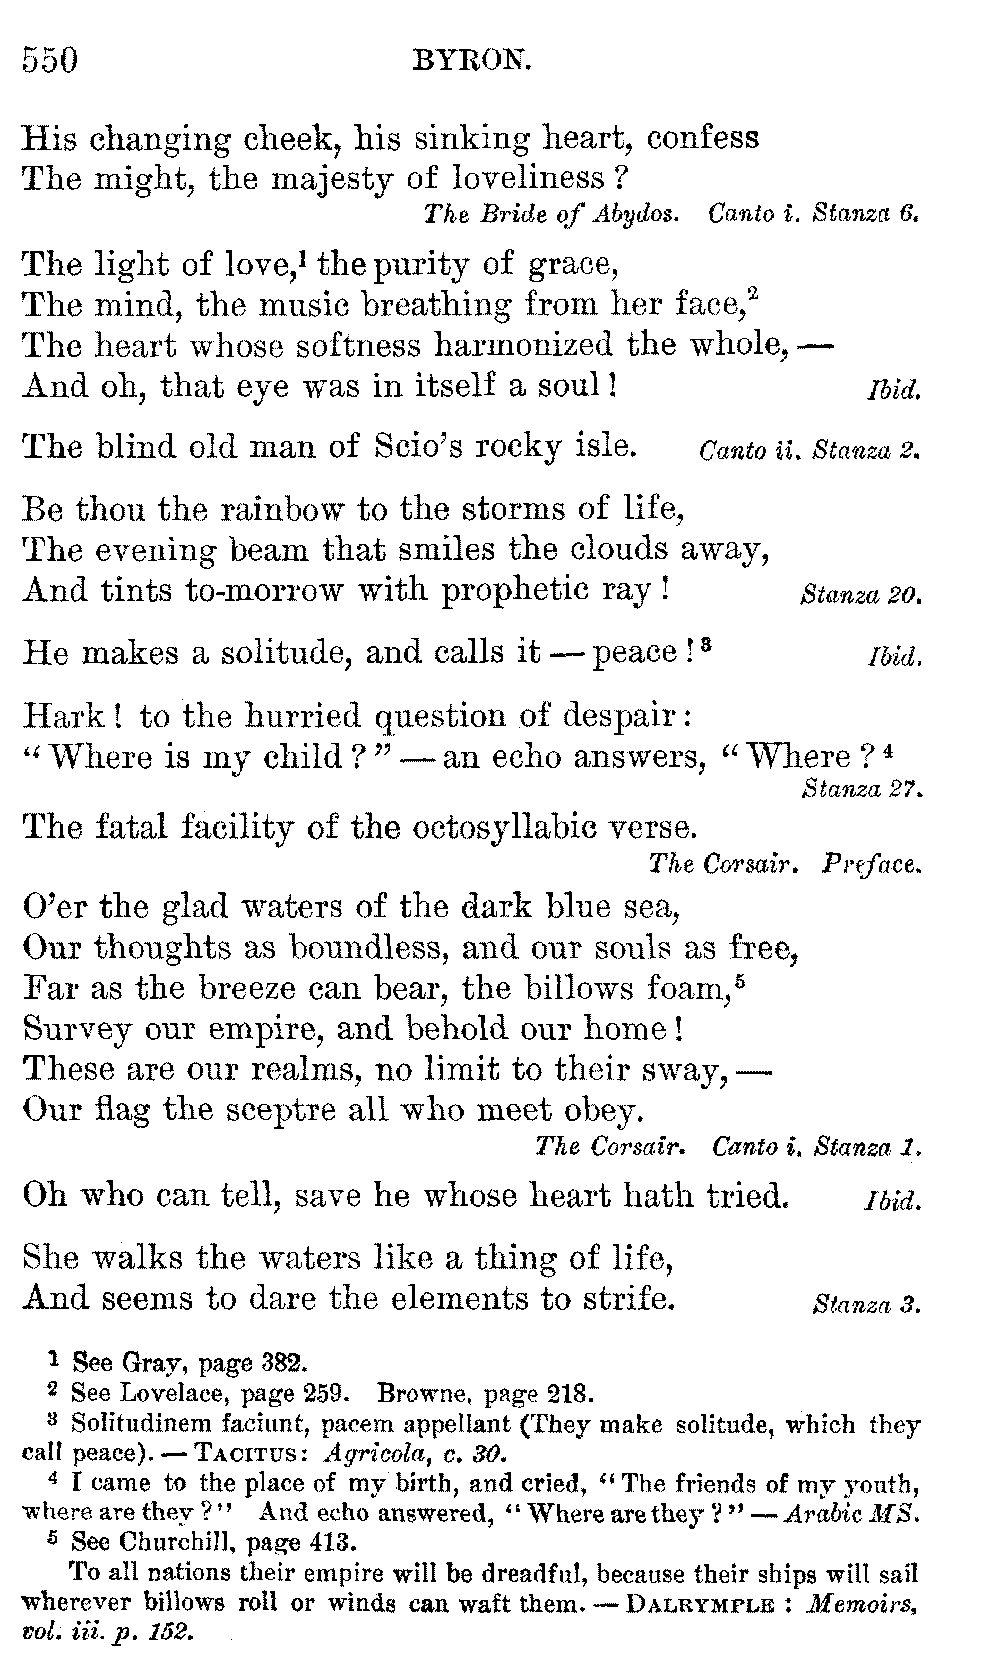 550 BYRON.
His changing cheek, his sinking heart, confess
The might, the majesty of loveliness ?
The Bride of Abydos. Canto i. Stanza 6.
The light of love,¹ the purity of grace,
The mind, the music breathing from her face,²
The heart whose softness harmonized the whole, —
And oh, that eye was in itself a soul ! Ibid.
The blind old man of Scio's rocky isle. Canto ii. Stanza 2.
Be thou the rainbow to the storms of life,
The evening beam that smiles the clouds away,
And tints to-morrow with prophetic ray ! Stanza 20.
He makes a solitude, and calls it — peace !³ Ibid.
Hark ! to the hurried question of despair :
“ Where is my child ? ” — an echo answers, “ Where ? ⁴
Stanza 27.
The fatal facility of the octosyllabic verse.
The Corsair. Preface.
O'er the glad waters of the dark blue sea,
Our thoughts as boundless, and our souls as free,
Far as the breeze can bear, the billows foam,⁵
Survey our empire, and behold our home !
These are our realms, no limit to their sway, —
Our flag the sceptre all who meet obey.
The Corsair. Canto i. Stanza 1.
Oh who can tell, save he whose heart hath tried. Ibid.
She walks the waters like a thing of life,
And seems to dare the elements to strife. Stanza 3.
¹ See Gray, page 382.
² See Lovelace, page 259. Browne, page 218.
³ Solitudinem faciunt, pacem appellant (They make solitude, which they
call peace). — TACITUS: Agricola, c. 30.
⁴ I came to the place of my birth, and cried, “ The friends of my youth,
where are they ? ” And echo answered, “ Where are they ? ” — Arabic MS.
⁵ See Churchill, page 413.
To all nations their empire will be dreadful, because their ships will sail
wherever billows roll or winds can waft them. — DALRYMPLE : Memoirs,
vol. iii. p. 152.